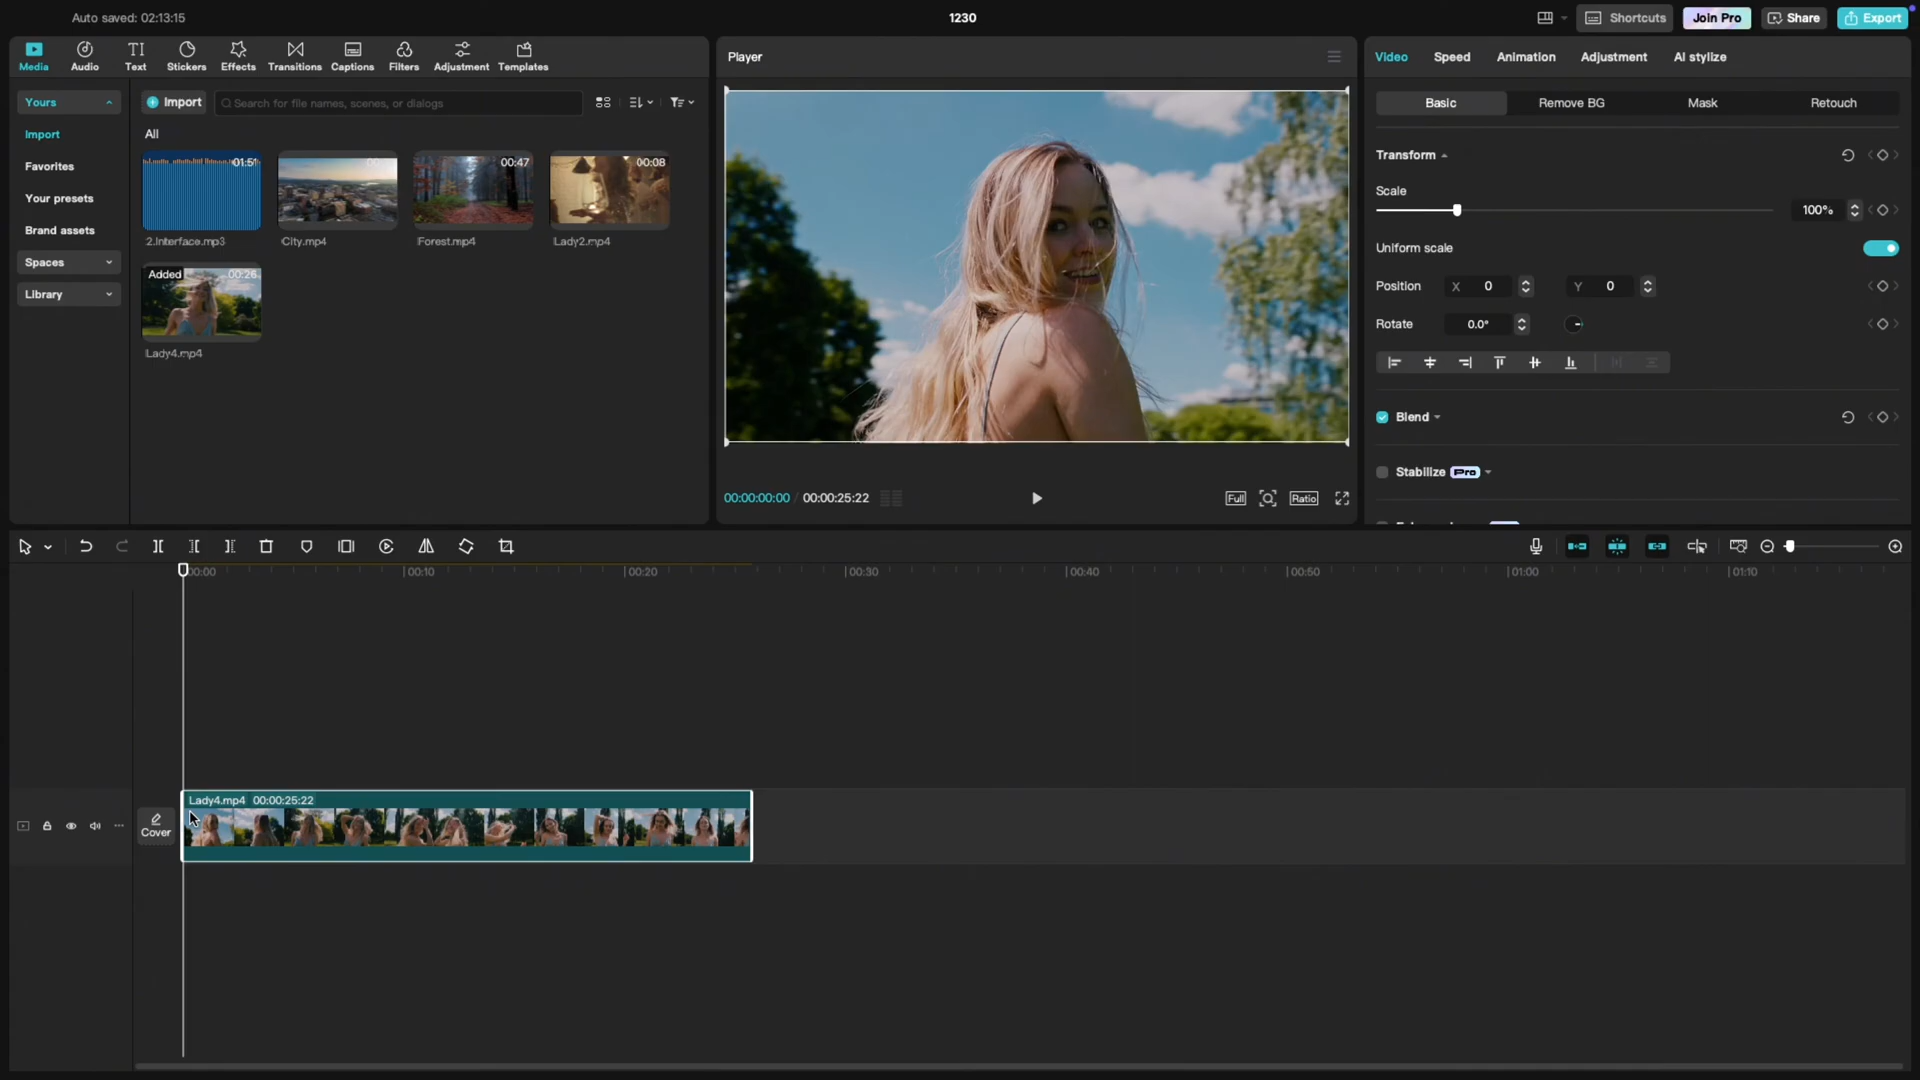 Auto saved: 02:13:15
1230
Shortcuts
Join Pro
Share
Export
Media
Audio
Text
Stickers
Effects
Transitions
Captions
Filters
Adjustment
Templates
Yours
Import
Favorites
Your presets
Brand assets
Spaces
Library
Import
Search for file names, scenes, or dialogs
All
01:51
2.Interface.mp3
City.mp4
00:47
Forest.mp4
00:08
Lady2.mp4
Added
00:26
Lady4.mp4
Player
00:00:00:00 / 00:00:25:22
Full
Ratio
Video
Speed
Animation
Adjustment
AI stylize
Basic
Remove BG
Mask
Retouch
Transform
Scale
100%
Uniform scale
Position X 0 Y 0
Rotate 0.0°
Blend
Stabilize Pro
00:00
00:10
00:20
00:30
00:40
00:50
01:00
01:10
Lady4.mp4 00:00:25:22
Cover